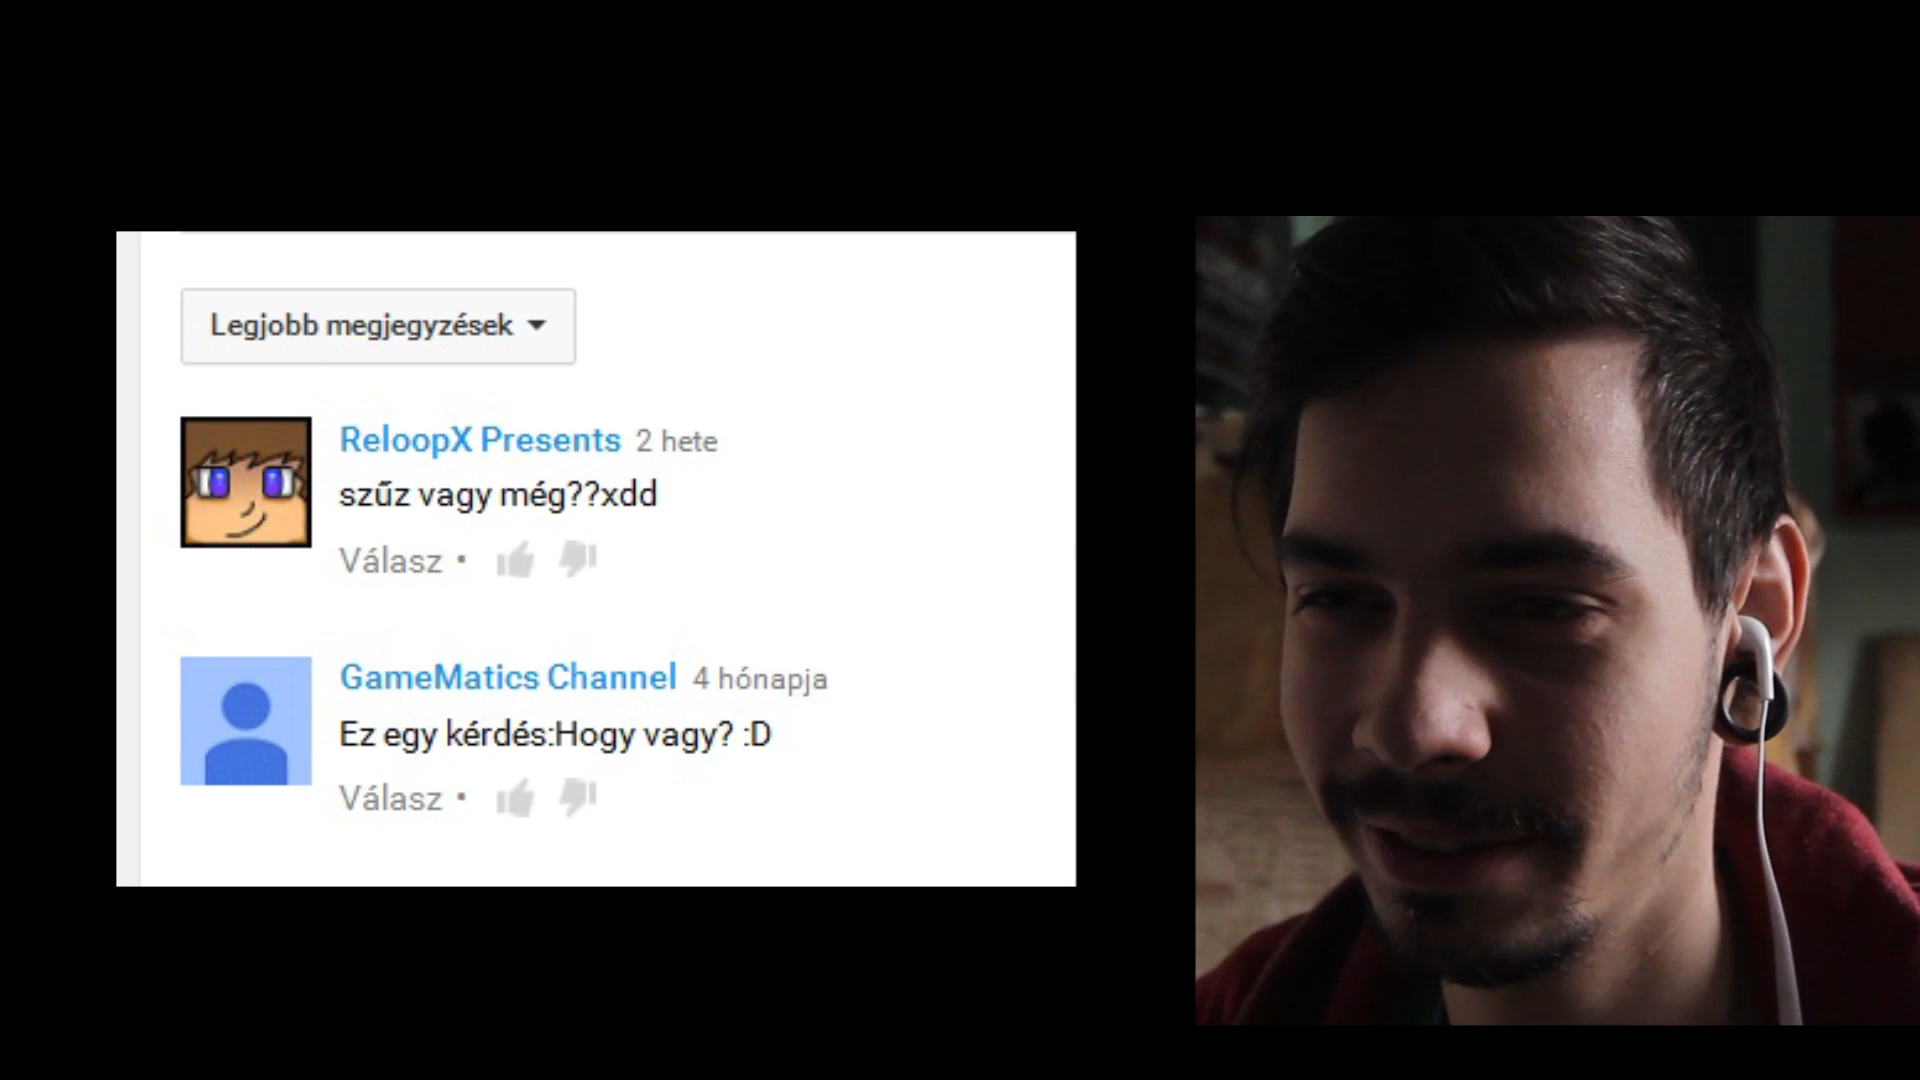 Legjobb megjegyzések
ReloopX Presents 2 hete
szűz vagy még??xdd
Válasz •
GameMatics Channel 4 hónapja
Ez egy kérdés:Hogy vagy? :D
Válasz •